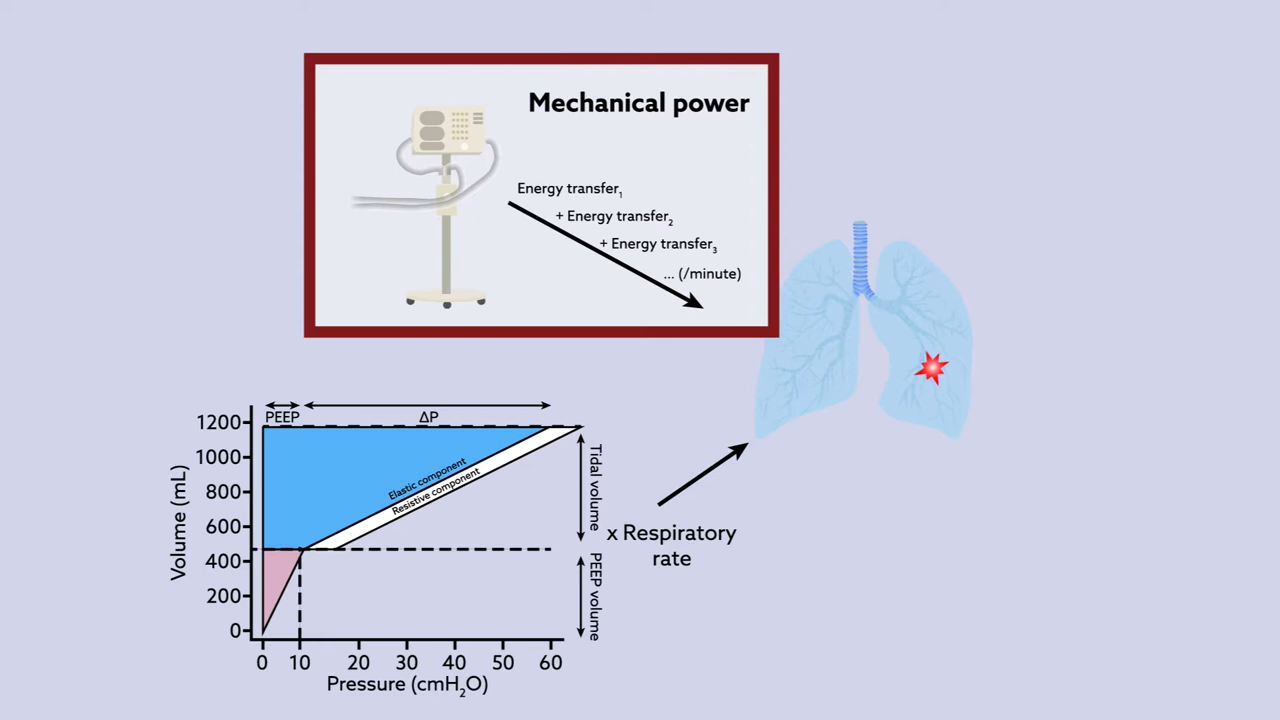 Mechanical power
Energy transfer₁
+ Energy transfer₂
+ Energy transfer₃
... (/minute)
PEEP
ΔP
1200
1000
800
600
400
200
0
Volume (mL)
Elastic component
Resistive component
Tidal volume
PEEP volume
x Respiratory
rate
0 10 20 30 40 50 60
Pressure (cmH₂O)